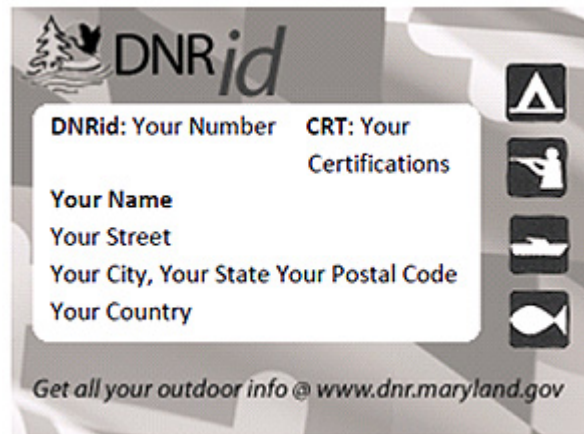 DNRid
DNRid: Your Number CRT: Your
Certifications
Your Name
Your Street
Your City, Your State Your Postal Code
Your Country
Get all your outdoor info @ www.dnr.maryland.gov